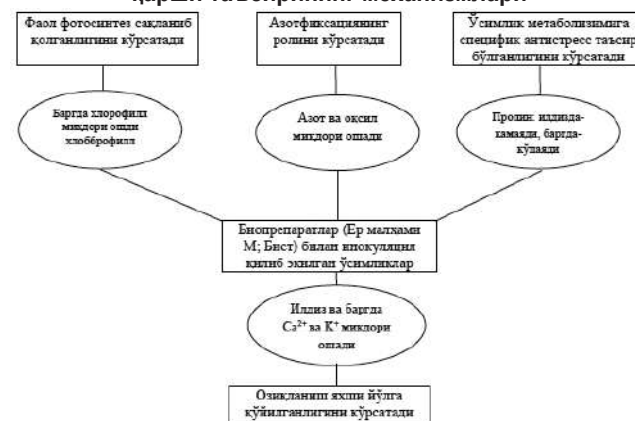 қарши таъсирининг механизмлари
Фаол фотосинтез сақланиб
қолганлигини кўрсатади
Азотфиксациянинг
ролини кўрсатади
Ўсимлик метаболизимига
специфик антистресс таъсир
бўлганлигини кўрсатади
Баргда хлорофилл
миқдори ошди
Азот ва оқсил
миқдори ошади
Пролин илдизда-
камаяди, баргда-
кўпаяди
Биопрепаратлар (Ер малҳами
М; Бист) билан инокуляция
қилиб экилган ўсимликлар
Илдиз ва баргда
Ca²⁺ ва K⁺ миқдори
ошади
Озиқланиш яхши йўлга
қўйилганлигини кўрсатади